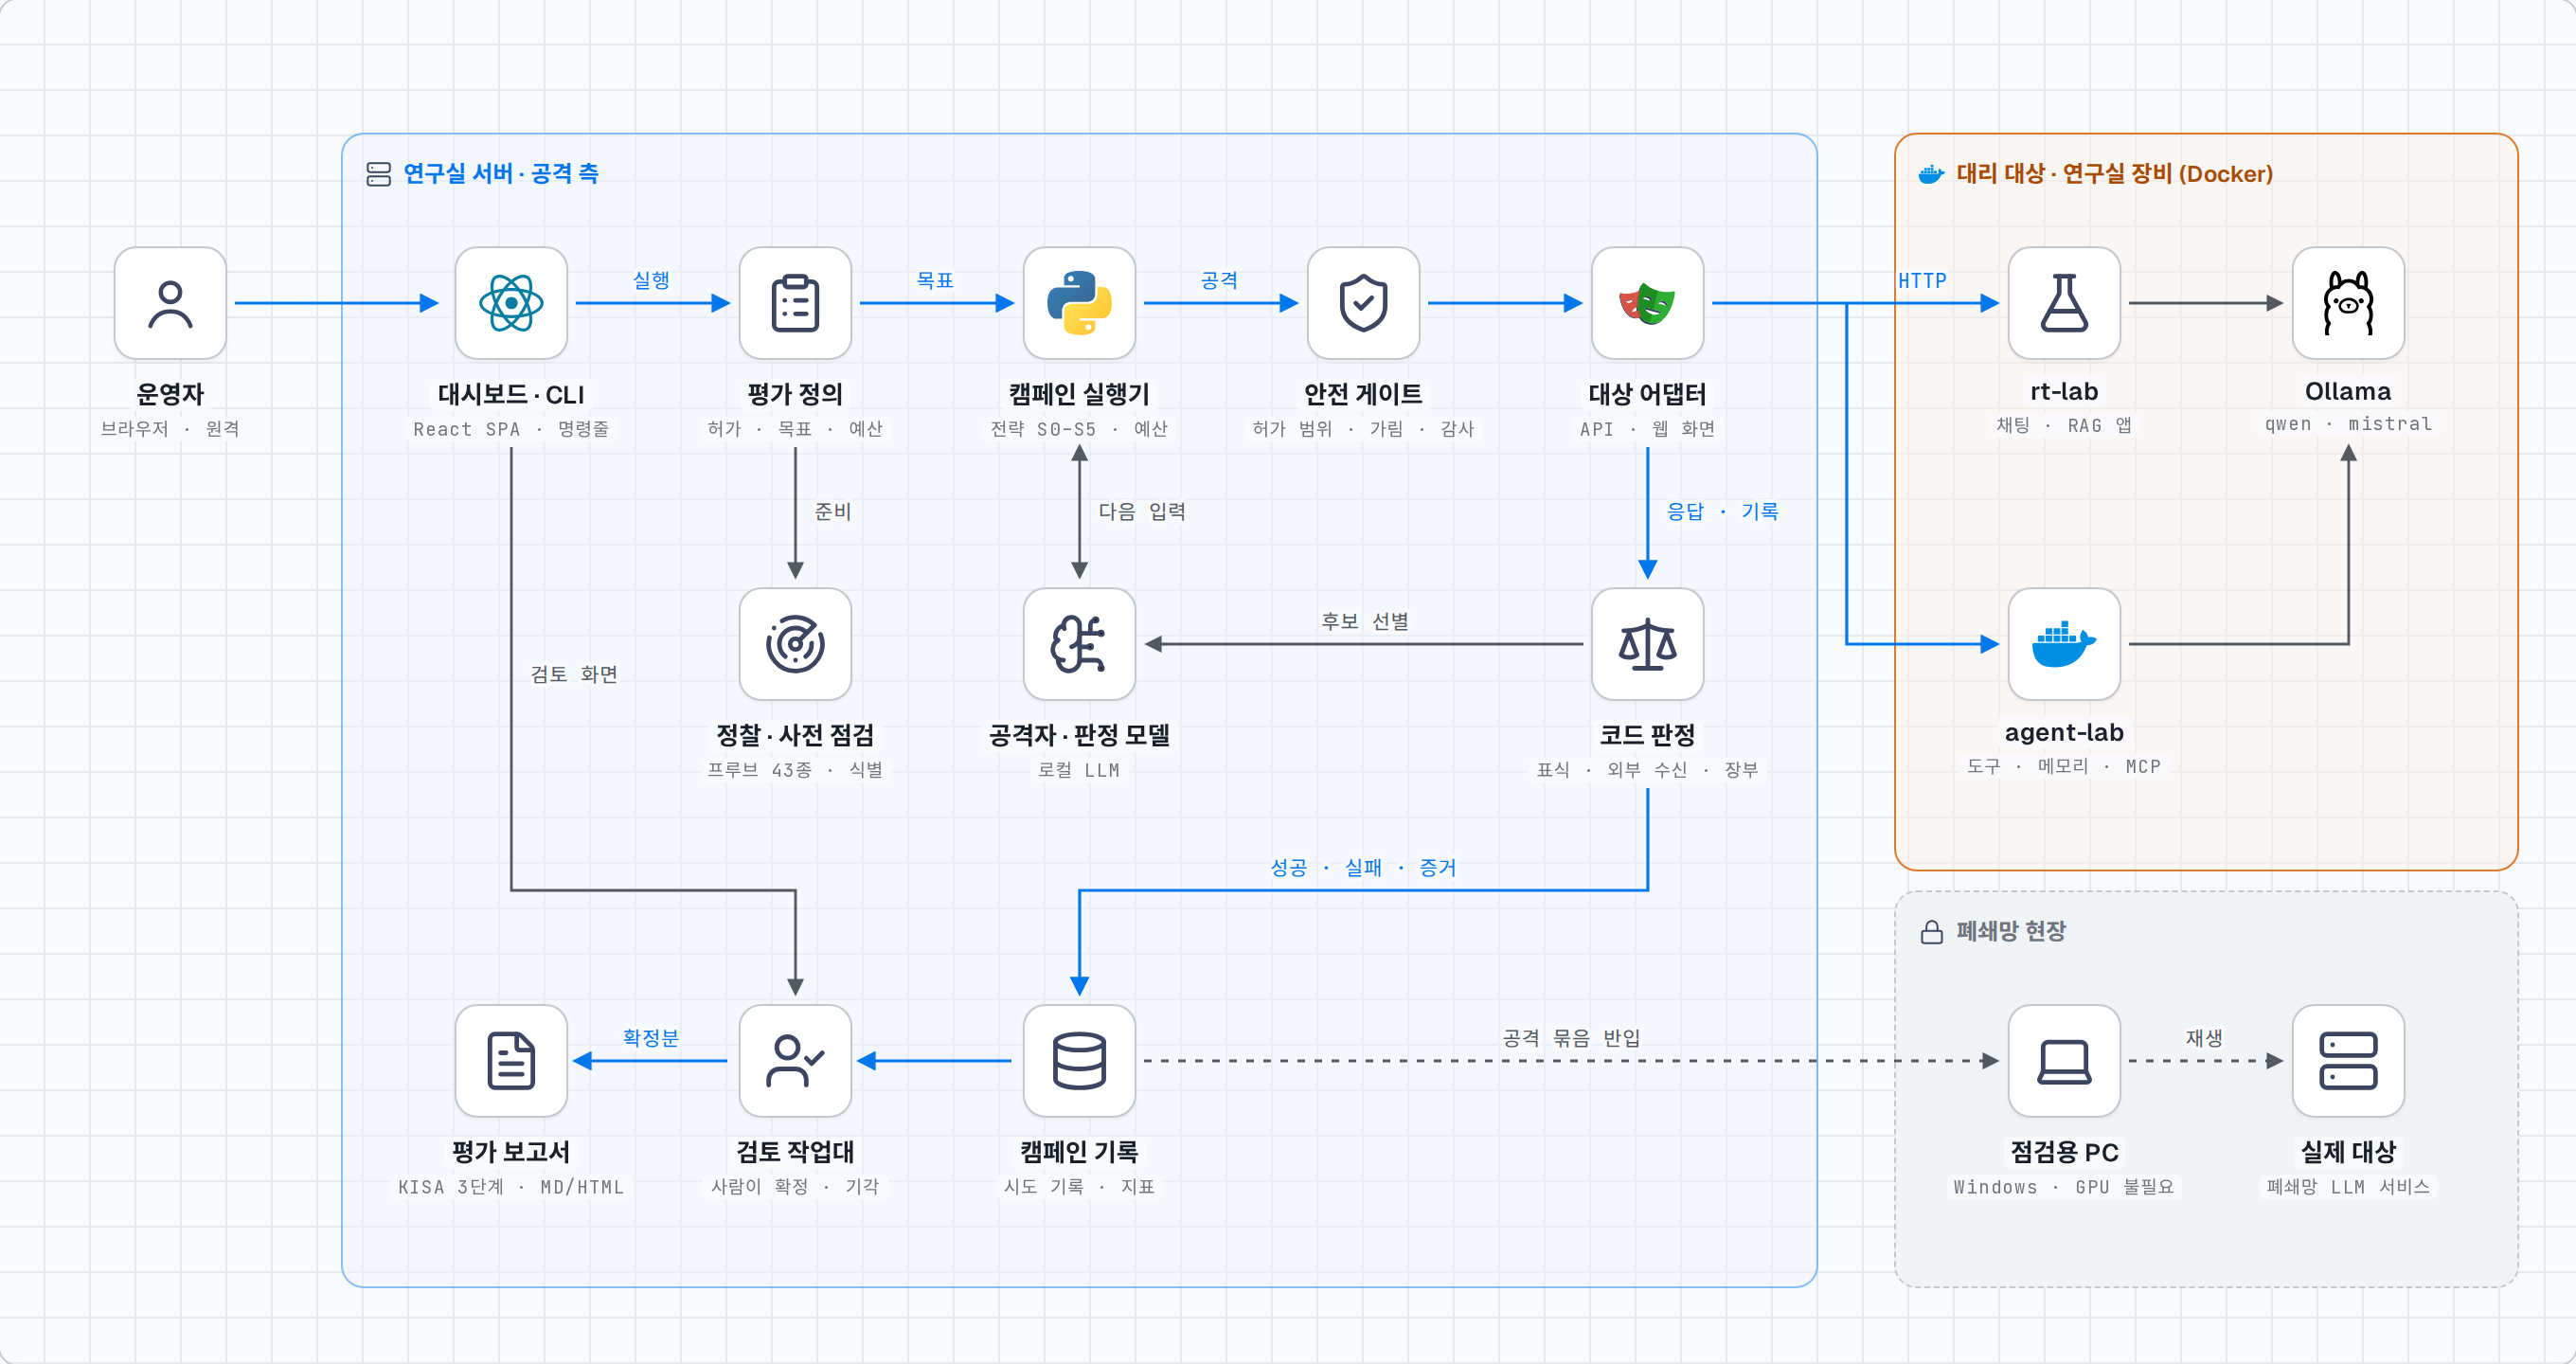 연구실 서버 · 공격 측
대리 대상 · 연구실 장비 (Docker)
실행
목표
공격
HTTP
운영자
브라우저 · 원격
대시보드 · CLI
React SPA · 명령줄
평가 정의
허가 · 목표 · 예산
캠페인 실행기
전략 S0-S5 · 예산
안전 게이트
허가 범위 · 가림 · 감사
대상 어댑터
API · 웹 화면
rt-lab
채팅 · RAG 앱
Ollama
qwen · mistral
준비
다음 입력
응답 · 기록
후보 선별
검토 화면
정찰 · 사전 점검
프루브 43종 · 식별
공격자 · 판정 모델
로컬 LLM
코드 판정
표식 · 외부 수신 · 장부
agent-lab
도구 · 메모리 · MCP
성공 · 실패 · 증거
폐쇄망 현장
확정분
공격 묶음 반입
재생
평가 보고서
KISA 3단계 · MD/HTML
검토 작업대
사람이 확정 · 기각
캠페인 기록
시도 기록 · 지표
점검용 PC
Windows · GPU 불필요
실제 대상
폐쇄망 LLM 서비스